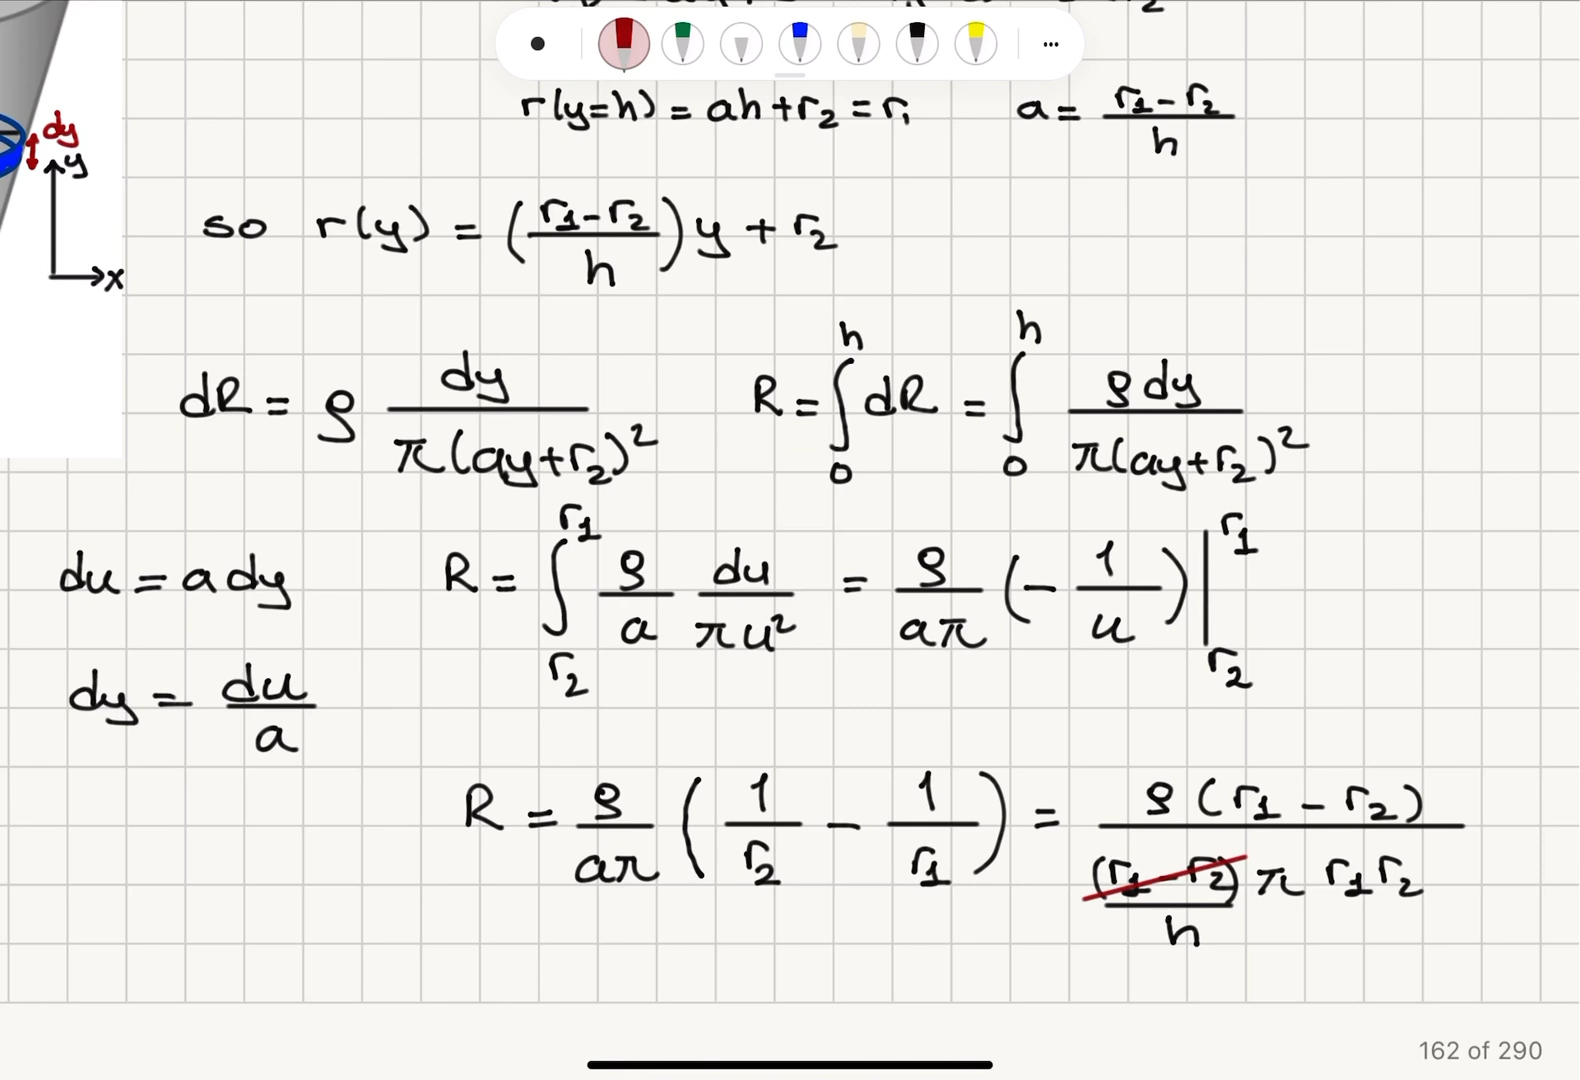 r(y=h) = ah + r₂ = r₁   a = (r₁ - r₂)/h
dy
y
x
so r(y) = ((r₁ - r₂)/h) y + r₂
dR = ρ dy/(π(ay + r₂)²)   R = ∫₀ʰ dR = ∫₀ʰ ρ dy/(π(ay + r₂)²)
du = a dy   R = ∫_{r₂}^{r₁} ρ/a du/(πu²) = ρ/(aπ) (- 1/u) |_{r₂}^{r₁}
dy = du/a
R = ρ/(aπ) (1/r₂ - 1/r₁) = ρ(r₁ - r₂)/(((r₁ - r₂)/h) π r₁r₂)
162 of 290